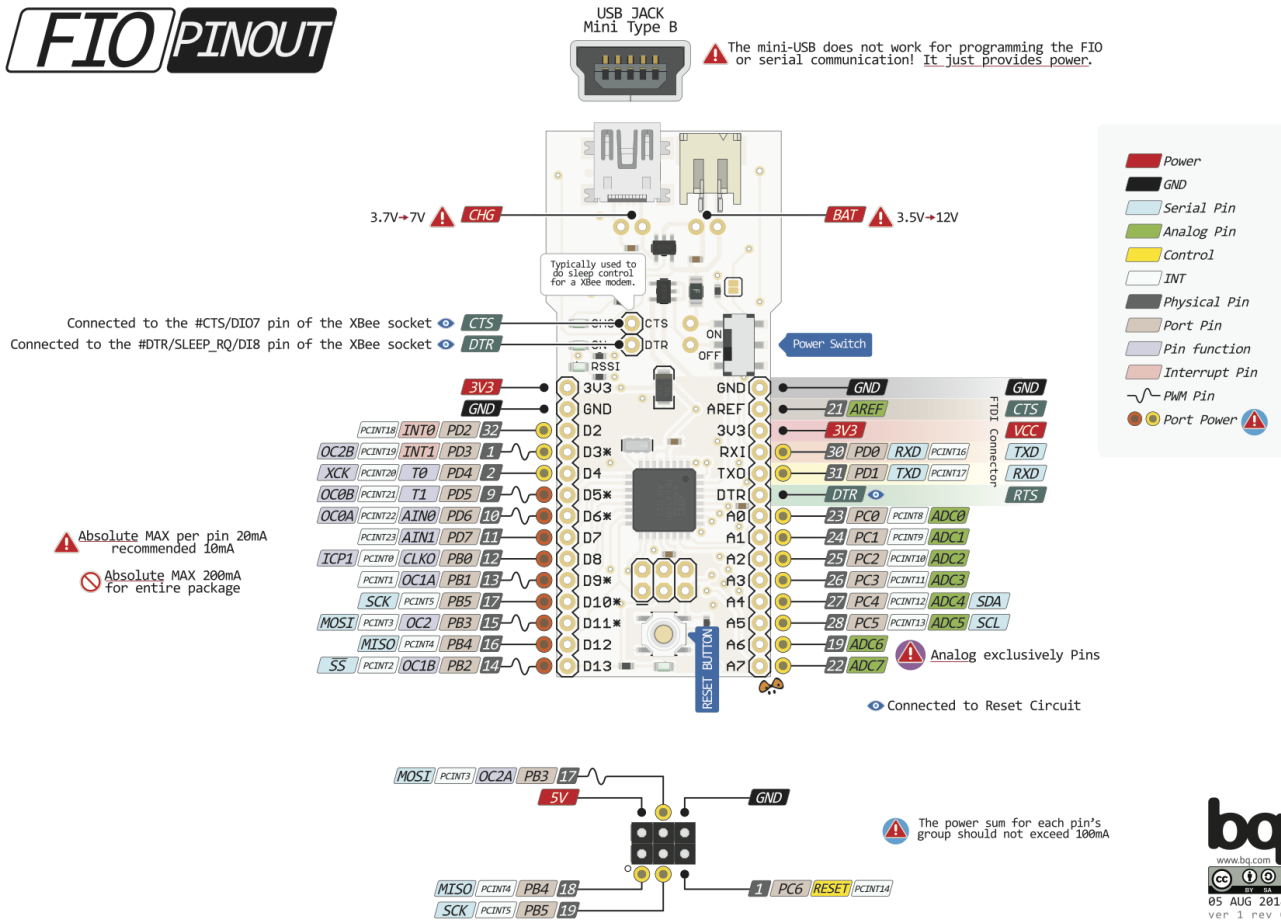 FIO PINOUT
USB JACK
Mini Type B
The mini-USB does not work for programming the FIO
or serial communication! It just provides power.
Power
GND
Serial Pin
Analog Pin
Control
INT
Physical Pin
Port Pin
Pin function
Interrupt Pin
PWM Pin
Port Power
3.7V→7V CHG
BAT 3.5V→12V
Typically used to
do sleep control
for a XBee modem.
Connected to the #CTS/DIO7 pin of the XBee socket CTS CTS
Connected to the #DTR/SLEEP_RQ/DI8 pin of the XBee socket DTR DTR
RSSI
ON
OFF
Power Switch
3V3 3V3
GND GND
PCINT18 INT0 PD2 32 D2
OC2B PCINT19 INT1 PD3 1 D3*
XCK PCINT20 T0 PD4 2 D4
OC0B PCINT21 T1 PD5 9 D5*
OC0A PCINT22 AIN0 PD6 10 D6*
PCINT23 AIN1 PD7 11 D7
ICP1 PCINT0 CLKO PB0 12 D8
PCINT1 OC1A PB1 13 D9*
SCK PCINT5 PB5 17 D10*
MOSI PCINT3 OC2 PB3 15 D11*
MISO PCINT4 PB4 16 D12
SS PCINT2 OC1B PB2 14 D13
GND GND GND
AREF 21 AREF CTS
3V3 3V3 VCC
RXI 30 PD0 RXD PCINT16 TXD
TXO 31 PD1 TXD PCINT17 RXD
DTR DTR RTS
FTDI Connector
A0 23 PC0 PCINT8 ADC0
A1 24 PC1 PCINT9 ADC1
A2 25 PC2 PCINT10 ADC2
A3 26 PC3 PCINT11 ADC3
A4 27 PC4 PCINT12 ADC4 SDA
A5 28 PC5 PCINT13 ADC5 SCL
A6 19 ADC6
A7 22 ADC7
Analog exclusively Pins
RESET BUTTON
Connected to Reset Circuit
Absolute MAX per pin 20mA
recommended 10mA
Absolute MAX 200mA
for entire package
MOSI PCINT3 OC2A PB3 17
5V
GND
MISO PCINT4 PB4 18
SCK PCINT5 PB5 19
1 PC6 RESET PCINT14
The power sum for each pin's
group should not exceed 100mA
bq
www.bq.com
cc
BY SA
05 AUG 201
ver 1 rev